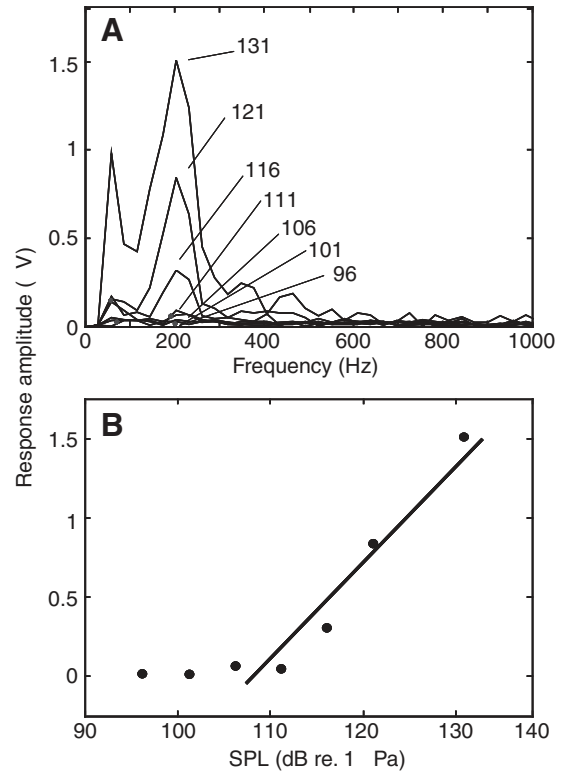 A
1.5
1
0.5
0
131
121
116
111
106
101
96
0 200 400 600 800 1000
Frequency (Hz)
Response amplitude ( V)
B
1.5
1
0.5
0
90 100 110 120 130 140
SPL (dB re. 1 Pa)